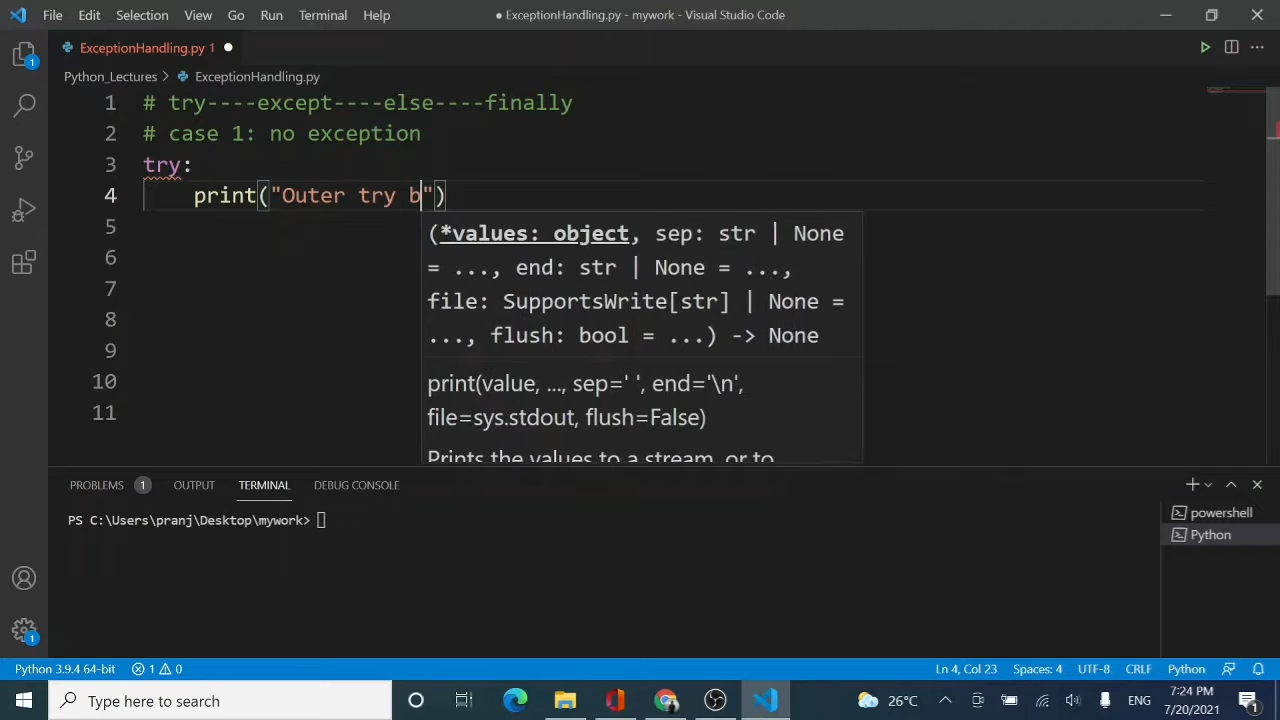 File Edit Selection View Go Run Terminal Help
● ExceptionHandling.py - mywork - Visual Studio Code
ExceptionHandling.py 1 ●
Python_Lectures > ExceptionHandling.py
1 # try----except----else----finally
2 # case 1: no exception
3 try:
4 print("Outer try b")
5
6
7
8
9
10
11
(*values: object, sep: str | None
= ..., end: str | None = ...,
file: SupportsWrite[str] | None =
..., flush: bool = ...) -> None
print(value, ..., sep=' ', end='\n',
file=sys.stdout, flush=False)
Prints the values to a stream, or to
1
1
PROBLEMS 1 OUTPUT TERMINAL DEBUG CONSOLE
PS C:\Users\pranj\Desktop\mywork>
powershell
Python
Python 3.9.4 64-bit 1 0 Ln 4, Col 23 Spaces: 4 UTF-8 CRLF Python
Type here to search
26°C
ENG
7:24 PM
7/20/2021
1